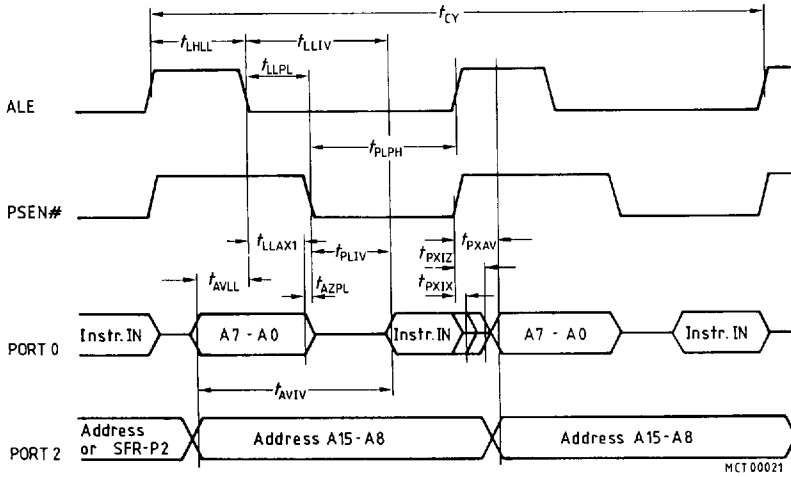 tCY
tLHLL tLLIV
tLLPL
ALE
tPLPH
PSEN#
tLLAX1 tPLIV tPXAV
tPXIZ
tAVLL tAZPL tPXIX
PORT 0 Instr. IN A7 - A0 Instr. IN A7 - A0 Instr. IN
tAVIV
PORT 2 Address or SFR-P2 Address A15-A8 Address A15-A8
MCT00021